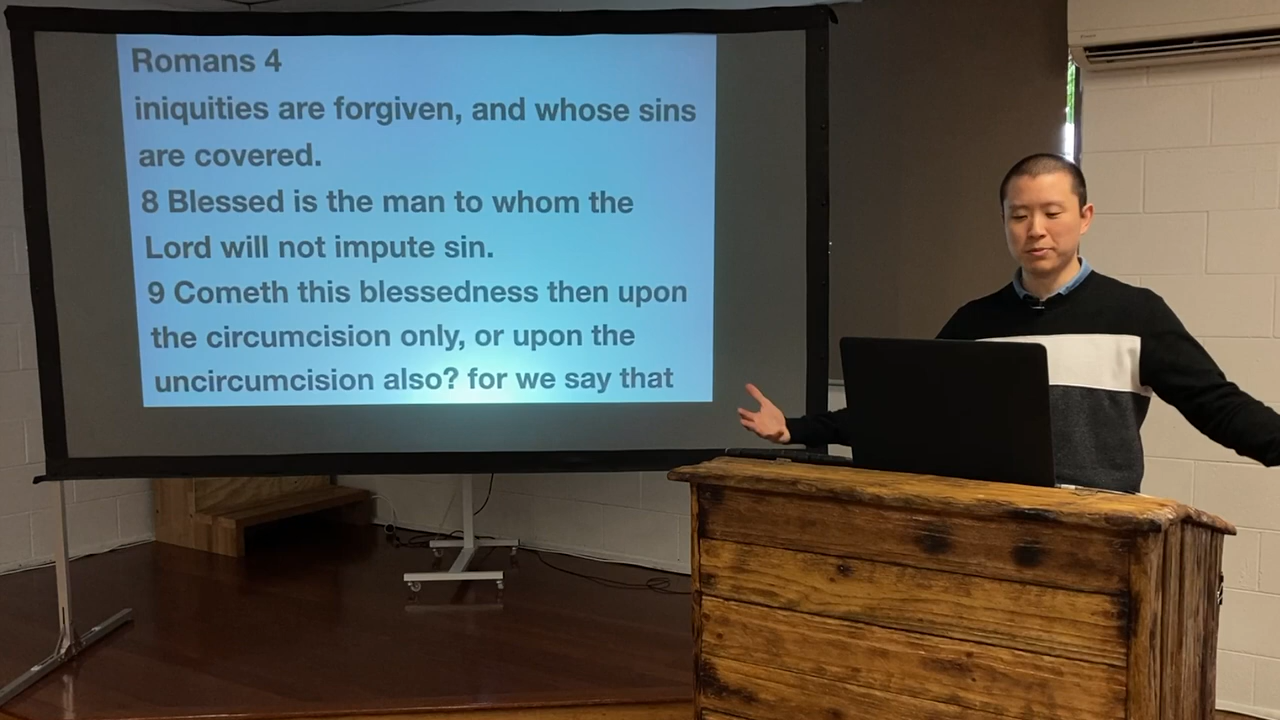 Romans 4
iniquities are forgiven, and whose sins
are covered.
8 Blessed is the man to whom the
Lord will not impute sin.
9 Cometh this blessedness then upon
the circumcision only, or upon the
uncircumcision also? for we say that